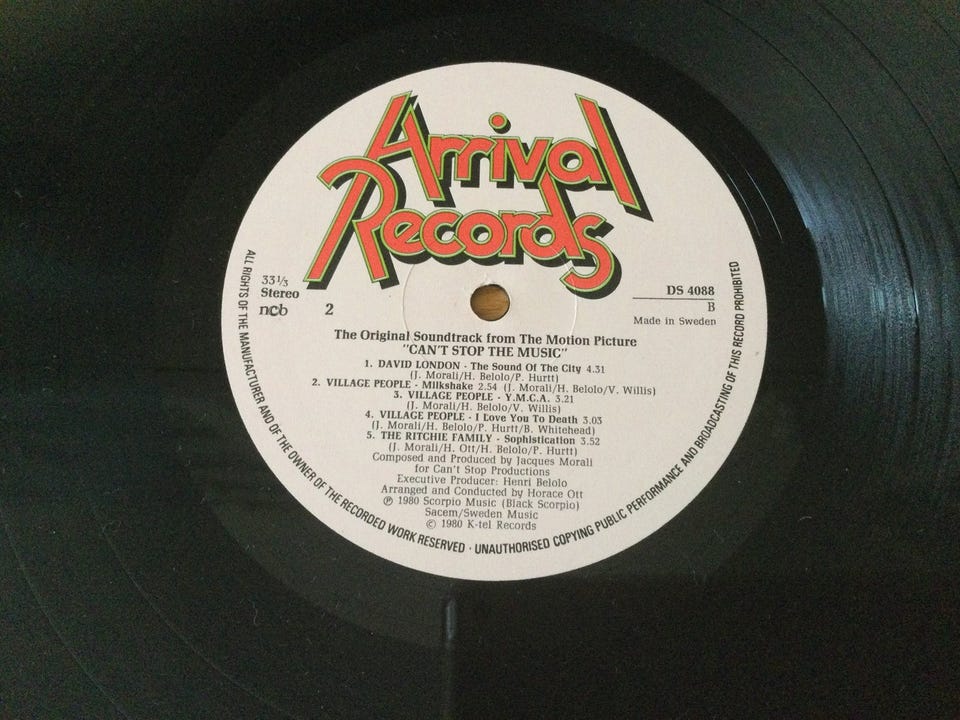 Arrival
Records
33 1/3
Stereo
ncb
2
DS 4088
B
Made in Sweden
The Original Soundtrack from The Motion Picture
"CAN'T STOP THE MUSIC"
1. DAVID LONDON - The Sound Of The City 4.31
(J. Morali/H. Belolo/P. Hurtt)
2. VILLAGE PEOPLE - Milkshake 2.54 (J. Morali/H. Belolo/V. Willis)
3. VILLAGE PEOPLE - Y.M.C.A. 3.21
(J. Morali/H. Belolo/V. Willis)
4. VILLAGE PEOPLE - I Love You To Death 3.03
(J. Morali/H. Belolo/P. Hurtt/B. Whitehead)
5. THE RITCHIE FAMILY - Sophistication 3.52
(J. Morali/H. Ott/H. Belolo/P. Hurtt)
Composed and Produced by Jacques Morali
for Can't Stop Productions
Executive Producer: Henri Belolo
Arranged and Conducted by Horace Ott
℗ 1980 Scorpio Music (Black Scorpio)
Sacem/Sweden Music
© 1980 K-tel Records
ALL RIGHTS OF THE MANUFACTURER AND OF THE OWNER OF THE RECORDED WORK RESERVED · UNAUTHORISED COPYING PUBLIC PERFORMANCE AND BROADCASTING OF THIS RECORD PROHIBITED